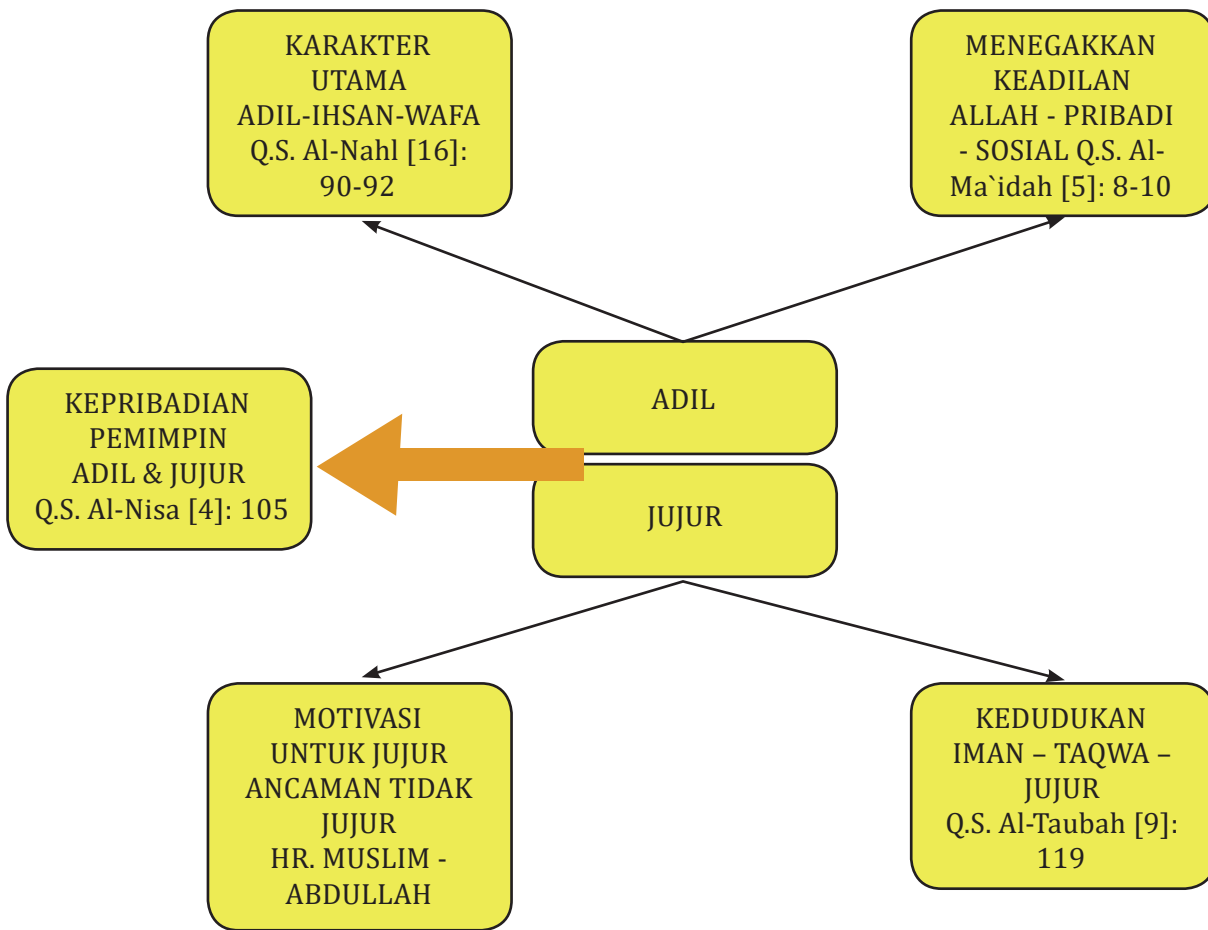 KARAKTER
UTAMA
ADIL-IHSAN-WAFA
Q.S. Al-Nahl [16]:
90-92
MENEGAKKAN
KEADILAN
ALLAH - PRIBADI
- SOSIAL Q.S. Al-
Ma`idah [5]: 8-10
ADIL
KEPRIBADIAN
PEMIMPIN
ADIL & JUJUR
Q.S. Al-Nisa [4]: 105
JUJUR
MOTIVASI
UNTUK JUJUR
ANCAMAN TIDAK
JUJUR
HR. MUSLIM -
ABDULLAH
KEDUDUKAN
IMAN – TAQWA –
JUJUR
Q.S. Al-Taubah [9]:
119